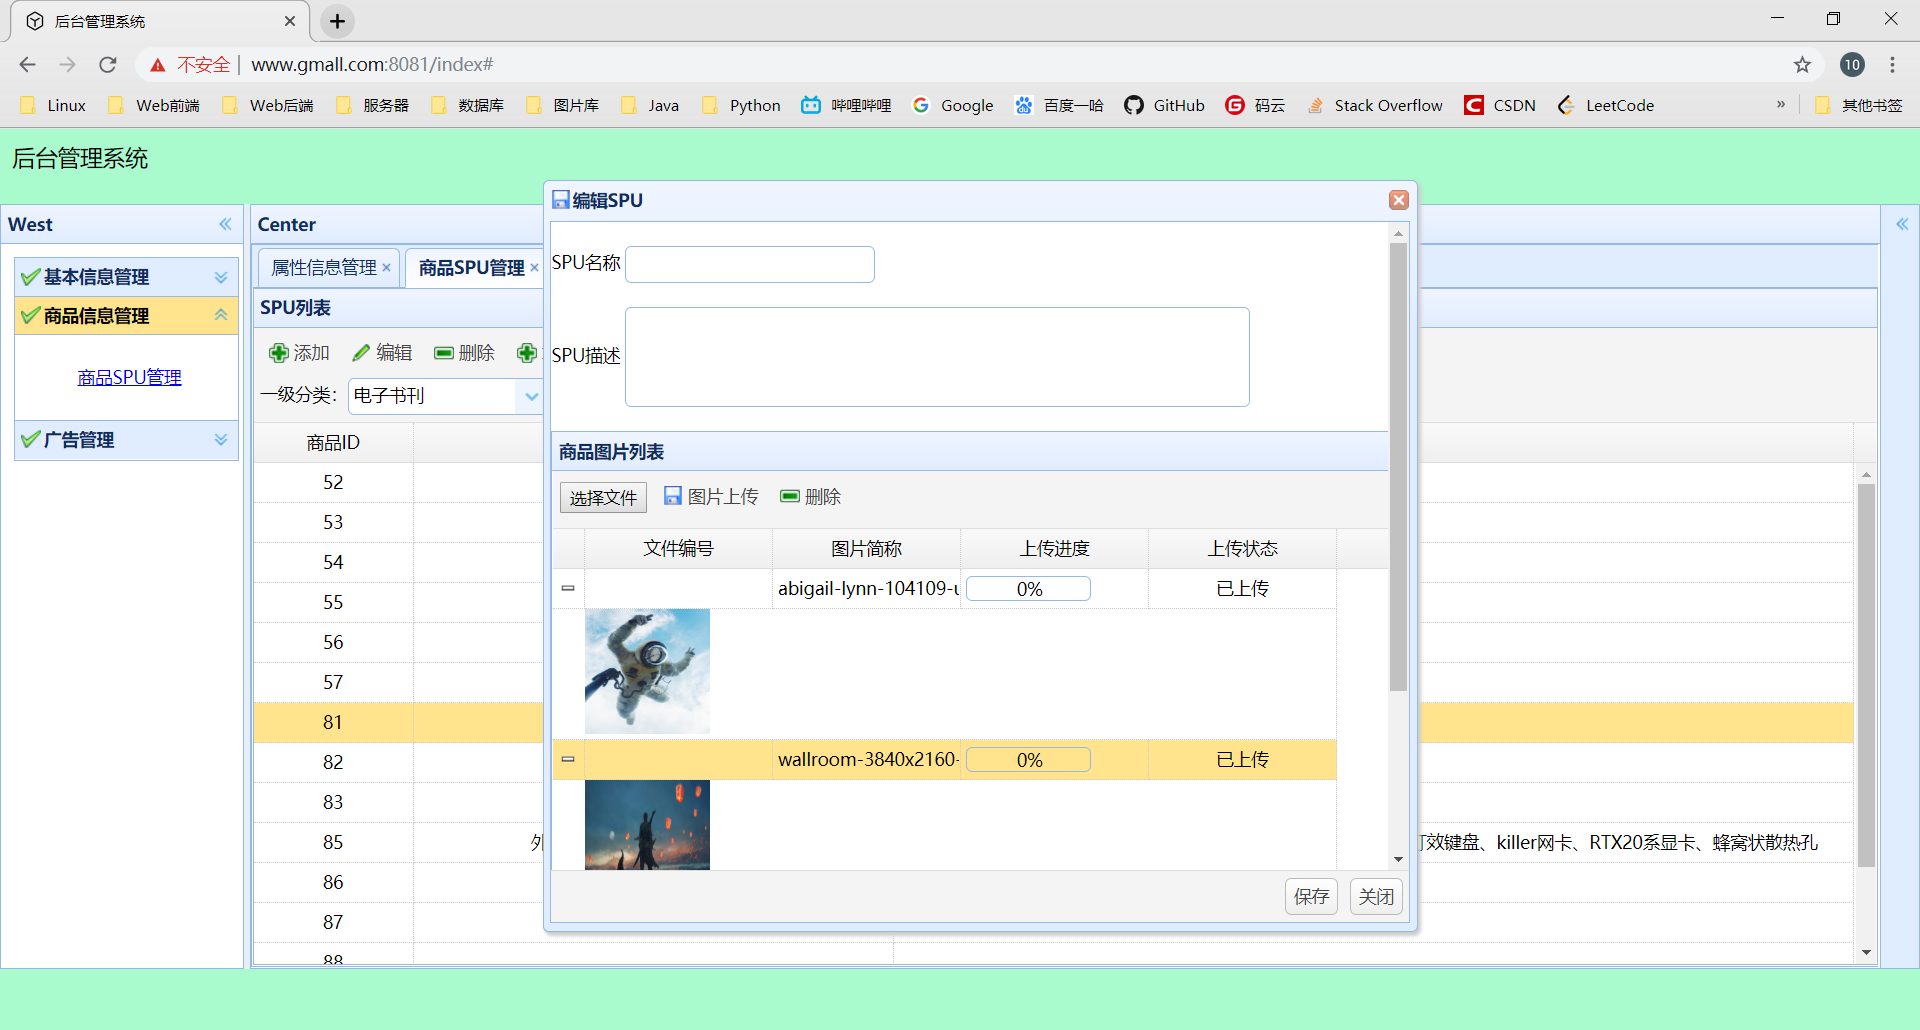 后台管理系统
不安全 | www.gmall.com:8081/index#
10
Linux Web前端 Web后端 服务器 数据库 图片库 Java Python 哔哩哔哩 Google 百度一哈 GitHub 码云 Stack Overflow CSDN LeetCode » 其他书签
后台管理系统
West
基本信息管理
商品信息管理
商品SPU管理
广告管理
Center
属性信息管理 商品SPU管理
SPU列表
添加 编辑 删除
一级分类: 电子书刊
商品ID
52
53
54
55
56
57
81
82
83
85
效键盘、killer网卡、RTX20系显卡、蜂窝状散热孔
86
87
88
编辑SPU
SPU名称
SPU描述
商品图片列表
选择文件 图片上传 删除
文件编号 图片简称 上传进度 上传状态
abigail-lynn-104109- 0% 已上传
wallroom-3840x2160- 0% 已上传
保存 关闭